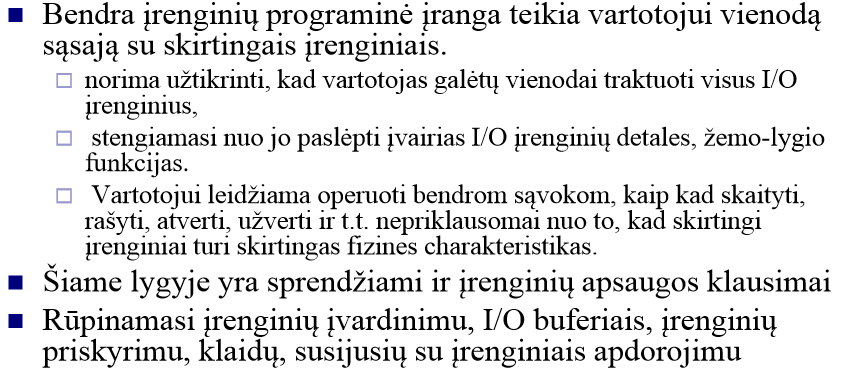 Bendra įrenginių programinė įranga teikia vartotojui vienodą
sąsają su skirtingais įrenginiais.
norima užtikrinti, kad vartotojas galėtų vienodai traktuoti visus I/O
įrenginius,
stengiamasi nuo jo paslėpti įvairias I/O įrenginių detales, žemo-lygio
funkcijas.
Vartotojui leidžiama operuoti bendrom sąvokom, kaip kad skaityti,
rašyti, atverti, užverti ir t.t. nepriklausomai nuo to, kad skirtingi
įrenginiai turi skirtingas fizines charakteristikas.
Šiame lygyje yra sprendžiami ir įrenginių apsaugos klausimai
Rūpinamasi įrenginių įvardinimu, I/O buferiais, įrenginių
priskyrimu, klaidų, susijusių su įrenginiais apdorojimu